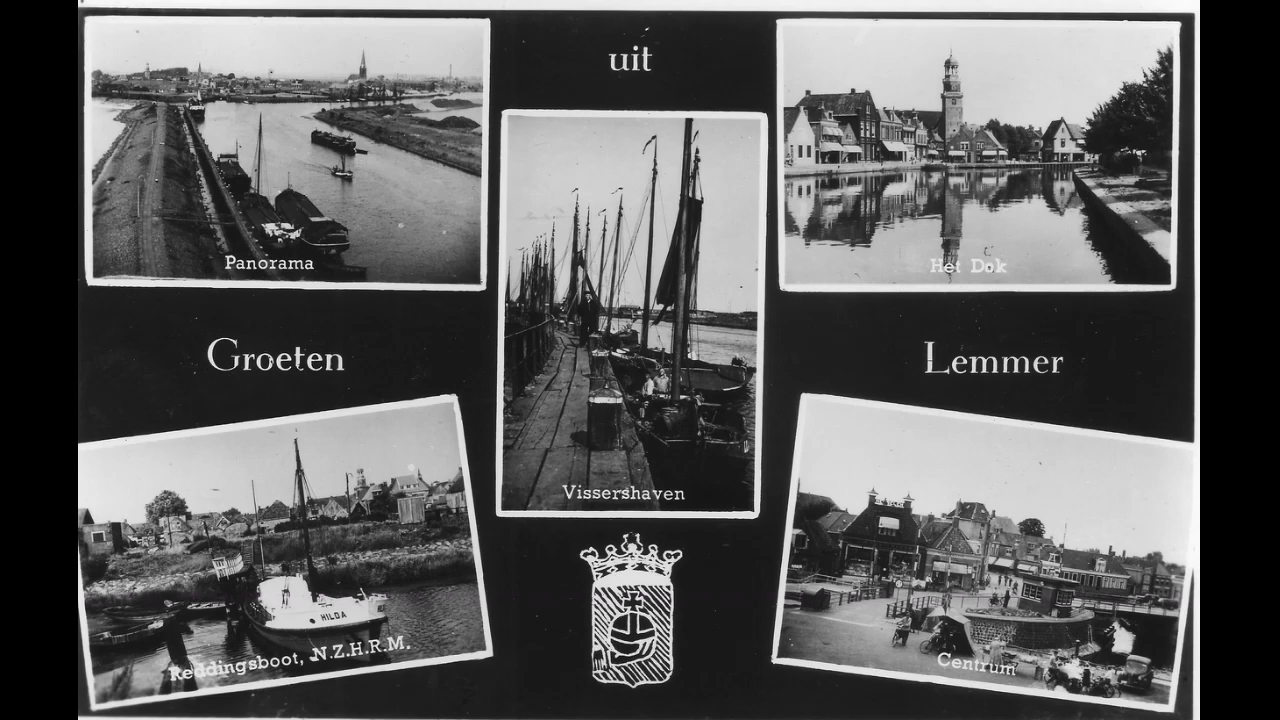 Groeten
uit
Lemmer
Panorama
Het Dok
Vissershaven
HILDA
Reddingsboot, N.Z.H.R.M.
Centrum